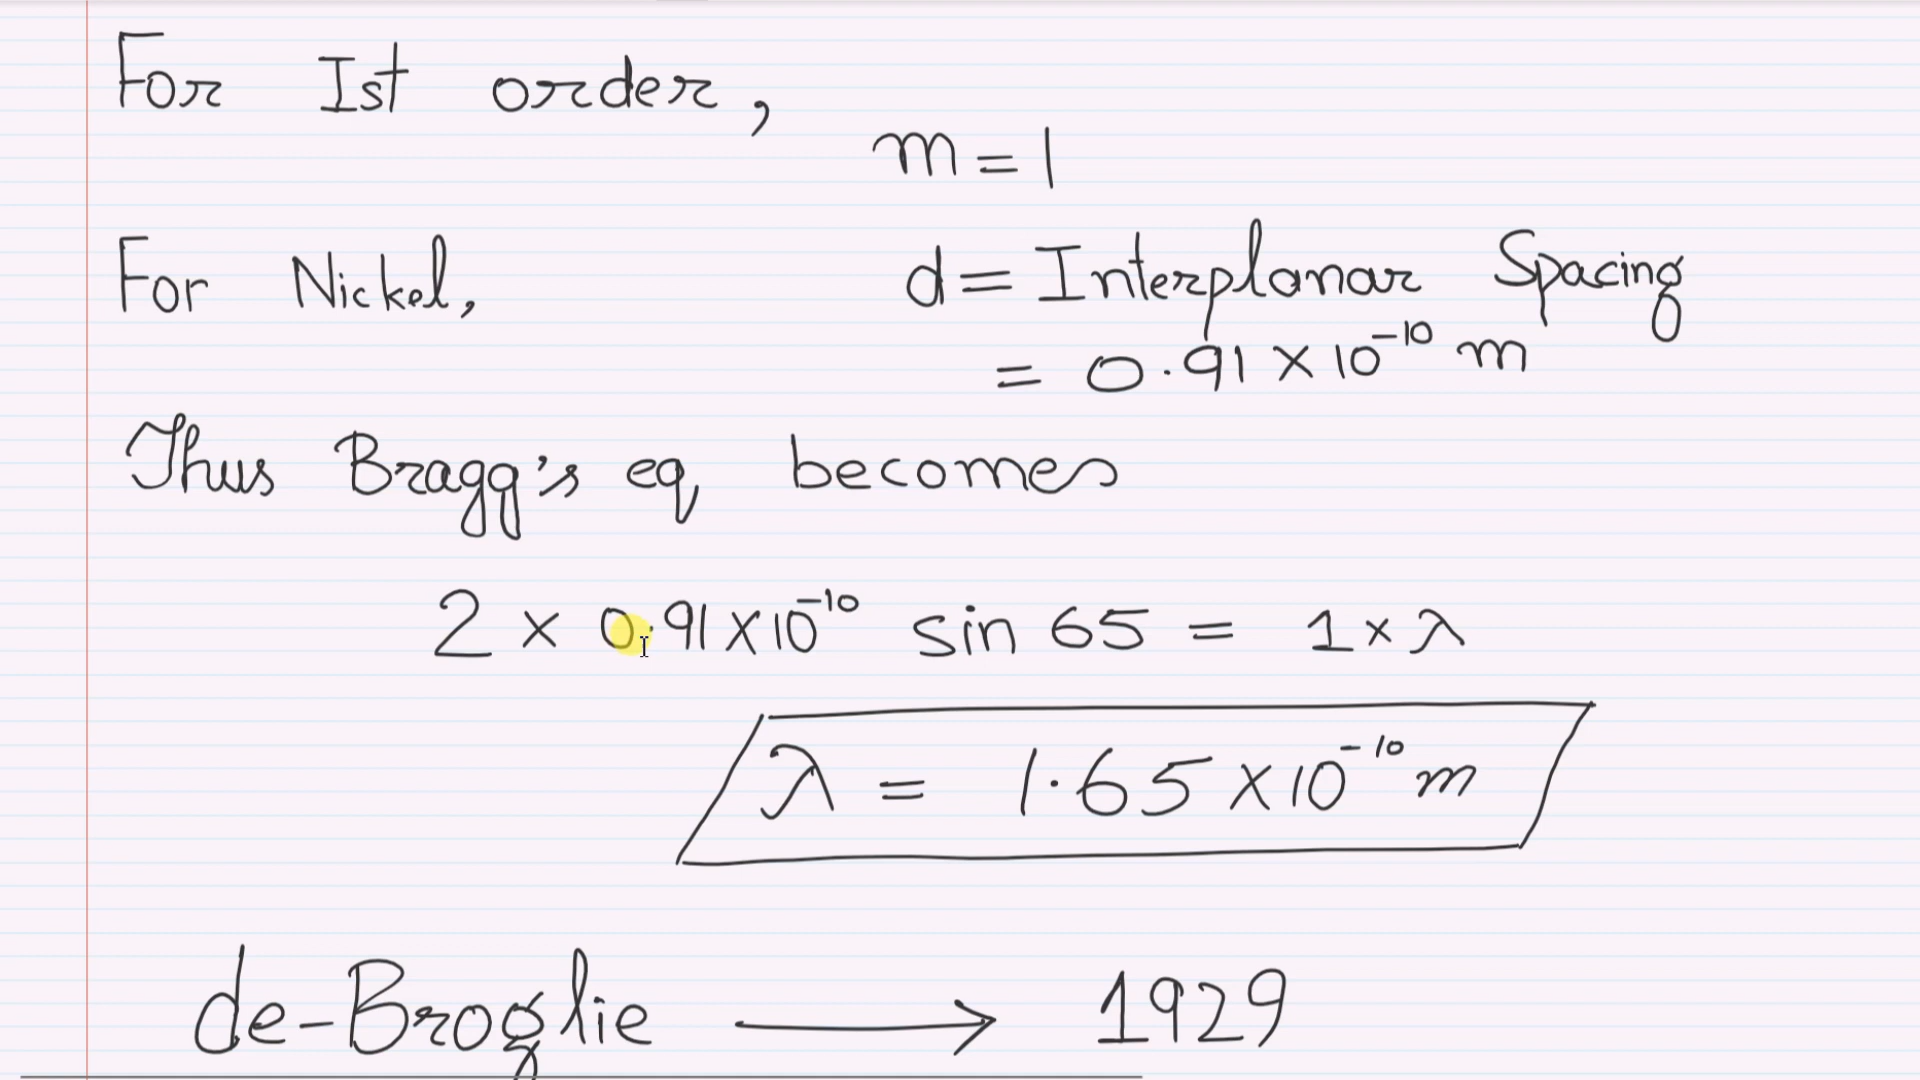 For Ist order,
m = 1
For Nickel, d = Interplanar Spacing
= 0.91 × 10⁻¹⁰ m
Thus Bragg's eq becomes
2 × 0.91 × 10⁻¹⁰ sin 65 = 1 × λ
λ = 1.65 × 10⁻¹⁰ m
de-Broglie ⟶ 1929